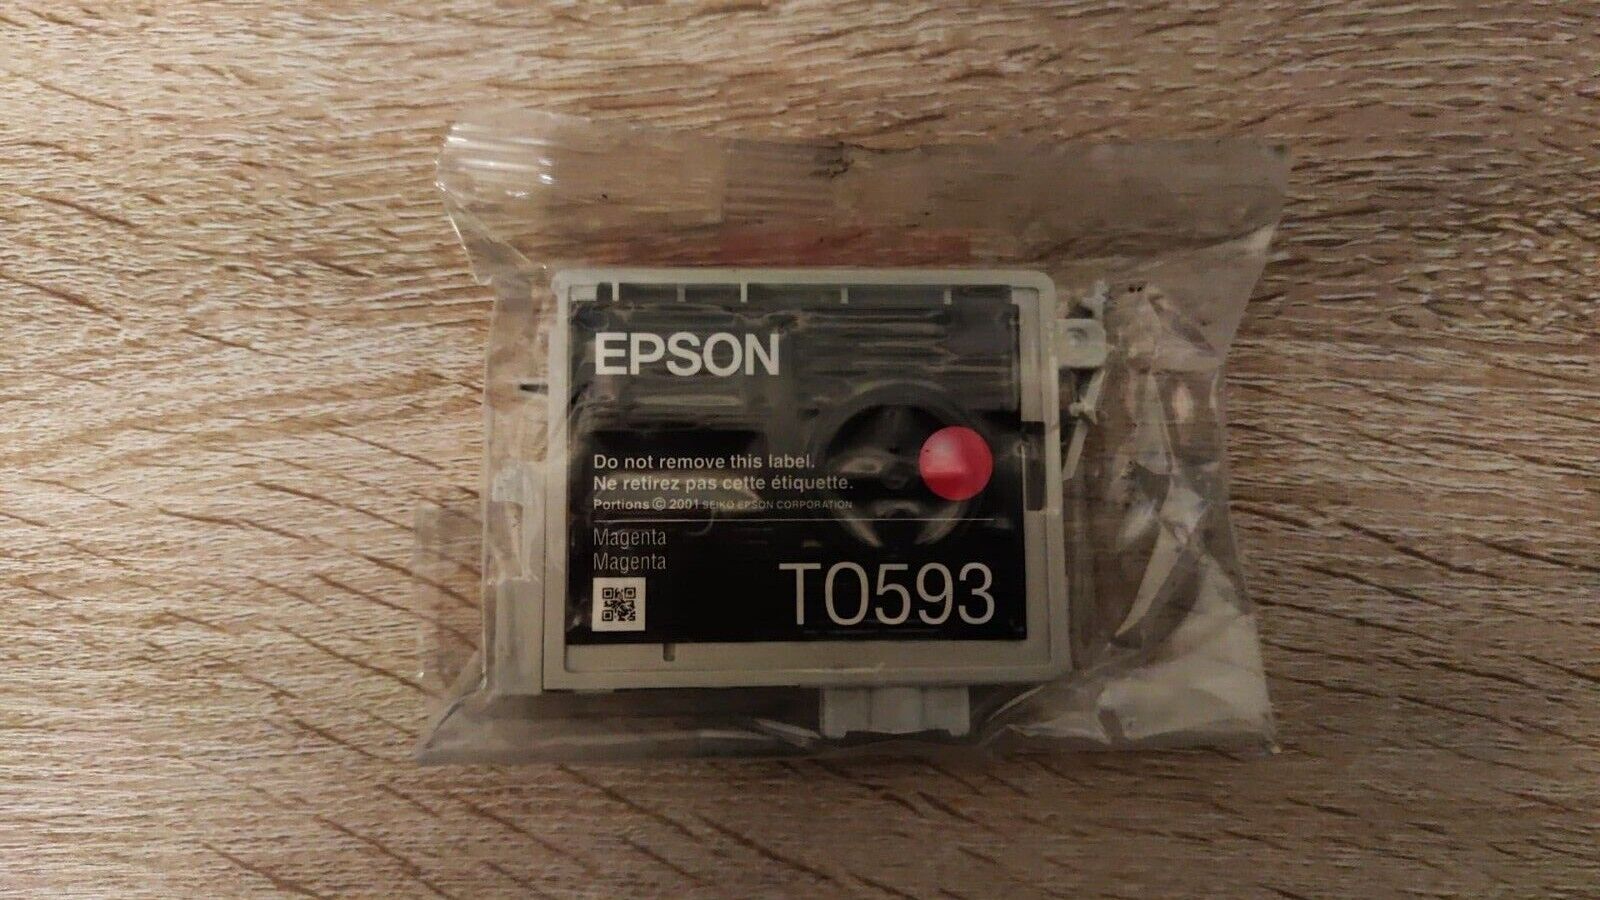 EPSON
Do not remove this label.
Ne retirez pas cette étiquette.
Portions © 2001 SEIKO EPSON CORPORATION
Magenta
Magenta
T0593